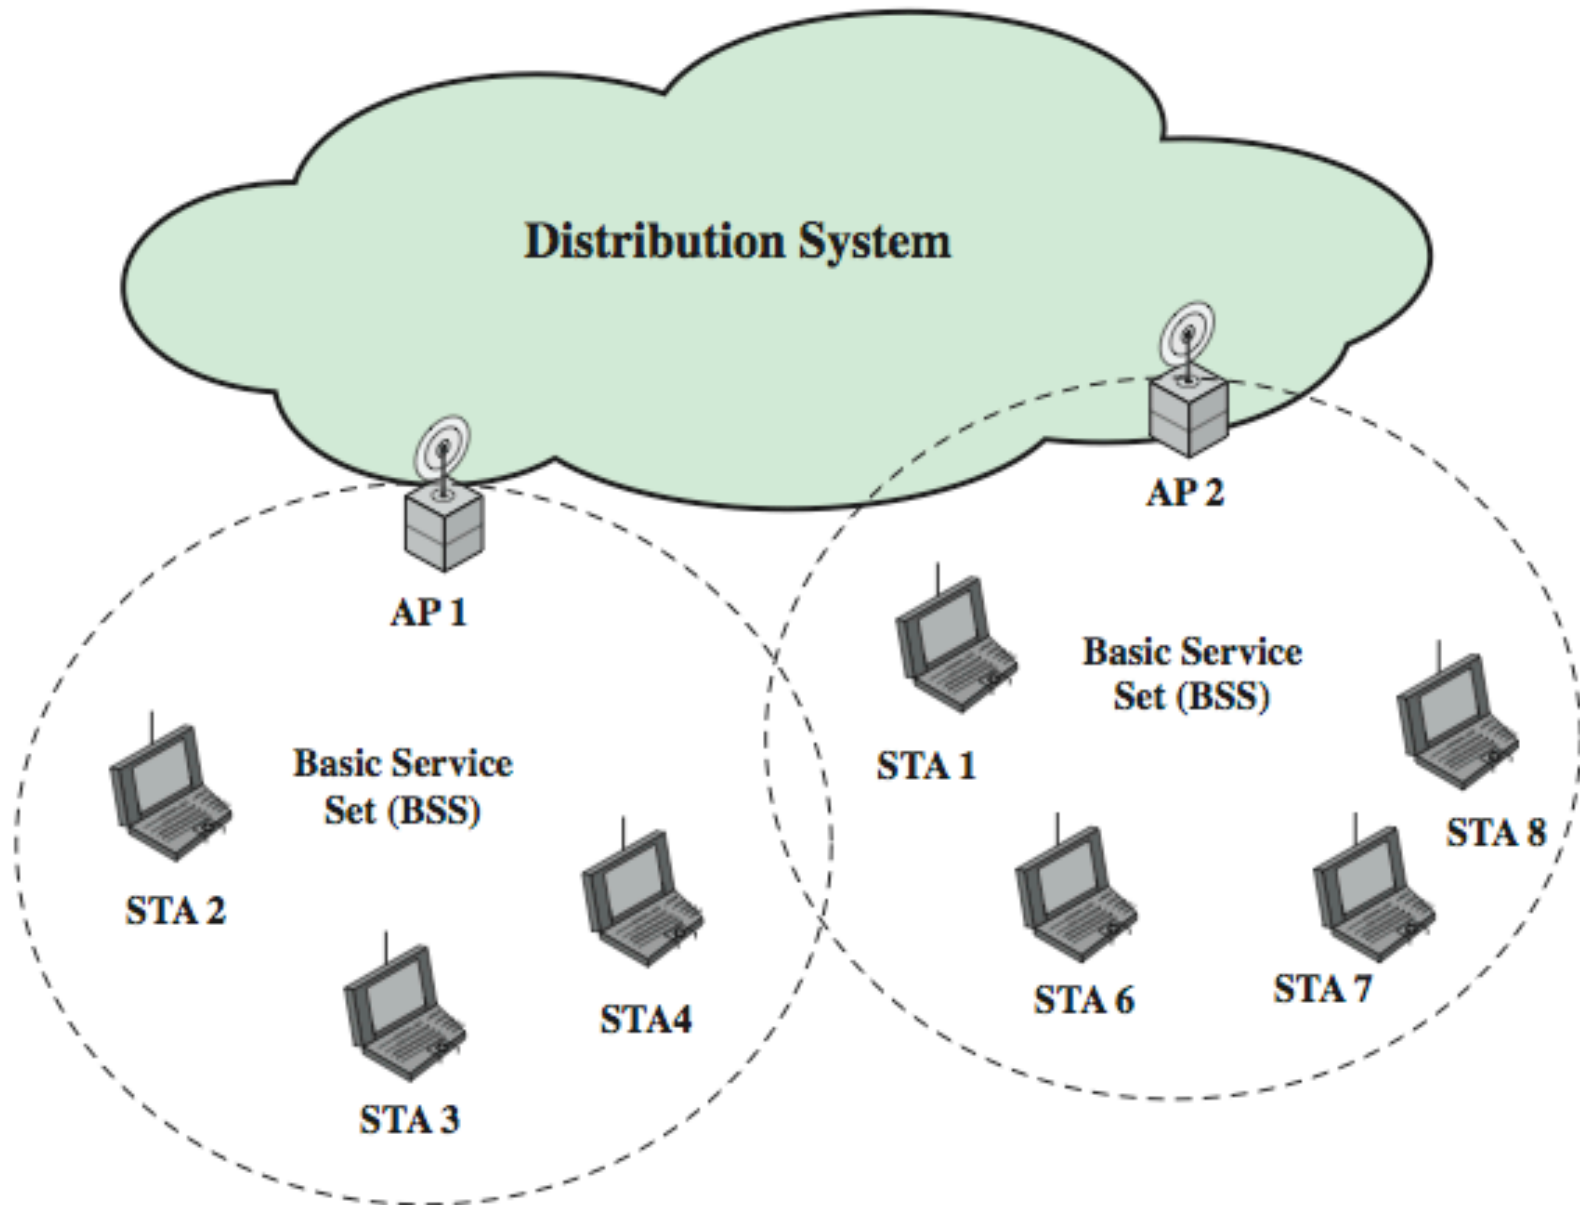 Distribution System
AP 2
AP 1
Basic Service
Set (BSS)
STA 1
Basic Service
Set (BSS)
STA 8
STA 2
STA 6
STA 7
STA4
STA 3